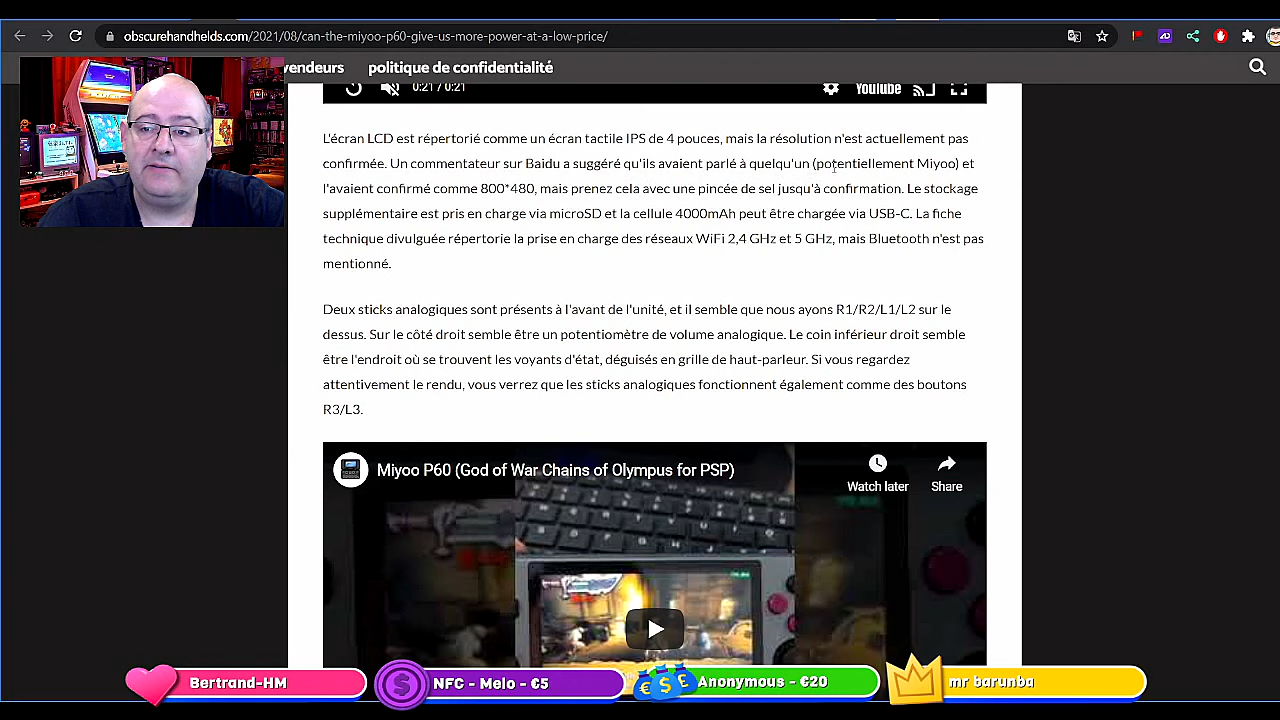 obscurehandhelds.com/2021/08/can-the-miyoo-p60-give-us-more-power-at-a-low-price/
vendeurs politique de confidentialité
0:21 / 0:21 YouTube
L'écran LCD est répertorié comme un écran tactile IPS de 4 pouces, mais la résolution n'est actuellement pas
confirmée. Un commentateur sur Baidu a suggéré qu'ils avaient parlé à quelqu'un (potentiellement Miyoo) et
l'avaient confirmé comme 800*480, mais prenez cela avec une pincée de sel jusqu'à confirmation. Le stockage
supplémentaire est pris en charge via microSD et la cellule 4000mAh peut être chargée via USB-C. La fiche
technique divulguée répertorie la prise en charge des réseaux WiFi 2,4 GHz et 5 GHz, mais Bluetooth n'est pas
mentionné.
Deux sticks analogiques sont présents à l'avant de l'unité, et il semble que nous ayons R1/R2/L1/L2 sur le
dessus. Sur le côté droit semble être un potentiomètre de volume analogique. Le coin inférieur droit semble
être l'endroit où se trouvent les voyants d'état, déguisés en grille de haut-parleur. Si vous regardez
attentivement le rendu, vous verrez que les sticks analogiques fonctionnent également comme des boutons
R3/L3.
Miyoo P60 (God of War Chains of Olympus for PSP)
Watch later Share
Bertrand-HM
NFC - Melo - €5
Anonymous - €20
mr barunba